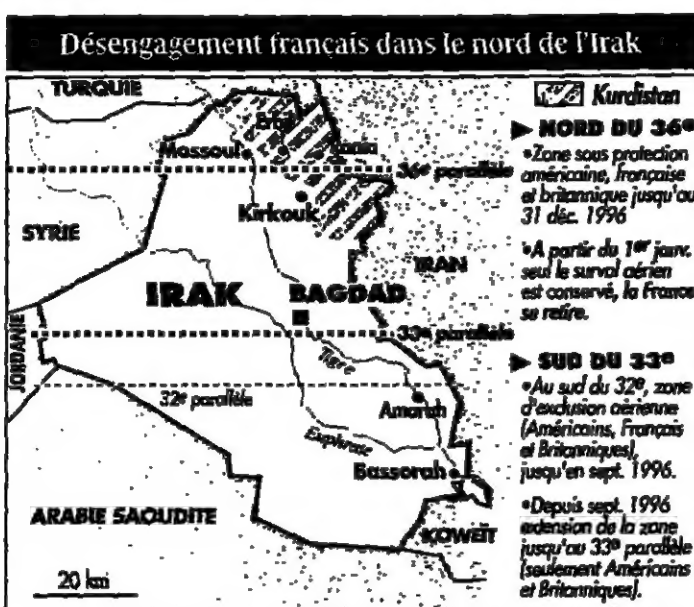 Désengagement français dans le nord de l'Irak
TURQUIE
Erbil
Mossoul
36e parallèle
Kirkouk
SYRIE
IRAN
IRAK
BAGDAD
33e parallèle
JORDANIE
Tigre
32e parallèle
Amarah
Euphrate
Bassorah
ARABIE SAOUDITE
KOWEÏT
20 km
Kurdistan
► NORD DU 36e
•Zone sous protection
américaine, française
et britannique jusqu'au
31 déc. 1996
•A partir du 1er janv.
seul le survol aérien
est conservé, la France
se retire.
► SUD DU 33e
•Au sud du 32e, zone
d'exclusion aérienne
(Américains, Français
et Britanniques),
jusqu'en sept. 1996.
•Depuis sept. 1996
extension de la zone
jusqu'au 33e parallèle
(seulement Américains
et Britanniques).